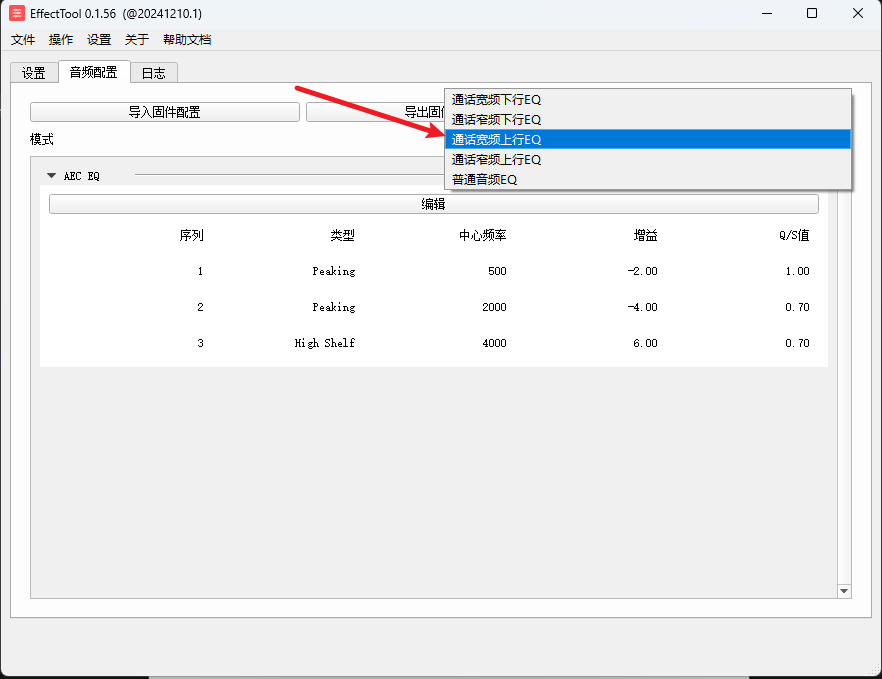 EffectTool 0.1.56 (@20241210.1)
文件 操作 设置 关于 帮助文档
设置 音频配置 日志
导入固件配置 导出固件
模式
通话宽频下行EQ
通话窄频下行EQ
通话宽频上行EQ
通话窄频上行EQ
普通音频EQ
AEC EQ
编辑
序列 类型 中心频率 增益 Q/S值
1 Peaking 500 -2.00 1.00
2 Peaking 2000 -4.00 0.70
3 High Shelf 4000 6.00 0.70